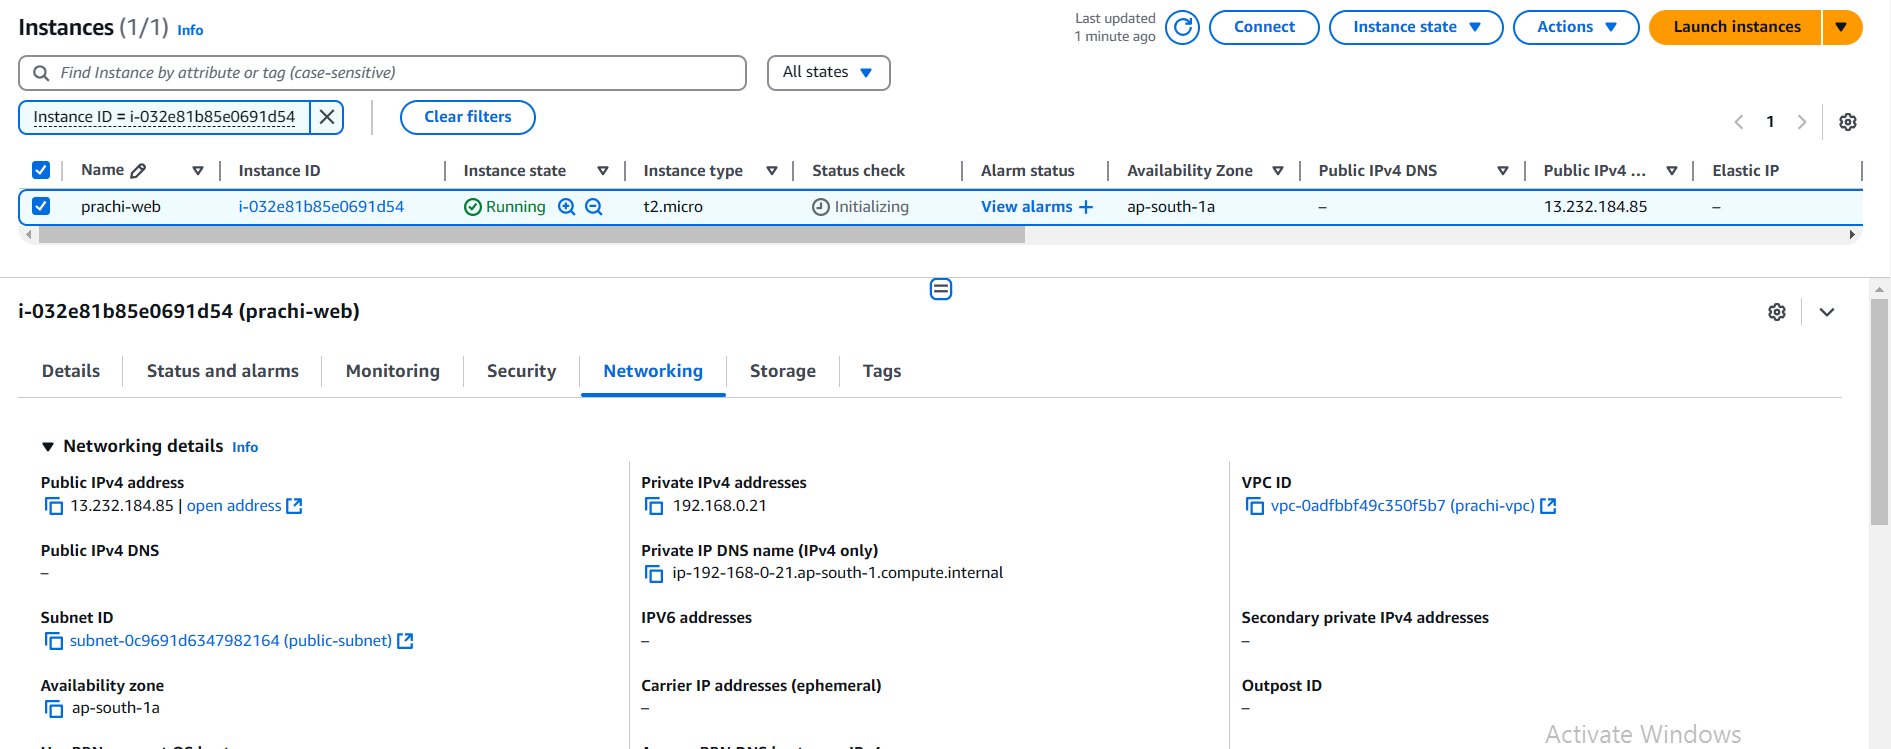 Instances (1/1) Info
Last updated
1 minute ago
Connect
Instance state
Actions
Launch instances
Find Instance by attribute or tag (case-sensitive)
All states
Instance ID = i-032e81b85e0691d54
Clear filters
1
Name Instance ID Instance state Instance type Status check Alarm status Availability Zone Public IPv4 DNS Public IPv4 ... Elastic IP
prachi-web i-032e81b85e0691d54 Running t2.micro Initializing View alarms + ap-south-1a – 13.232.184.85 –
i-032e81b85e0691d54 (prachi-web)
Details Status and alarms Monitoring Security Networking Storage Tags
Networking details Info
Public IPv4 address
13.232.184.85 | open address
Public IPv4 DNS
–
Subnet ID
subnet-0c9691d6347982164 (public-subnet)
Availability zone
ap-south-1a
Private IPv4 addresses
192.168.0.21
Private IP DNS name (IPv4 only)
ip-192-168-0-21.ap-south-1.compute.internal
IPV6 addresses
–
Carrier IP addresses (ephemeral)
–
VPC ID
vpc-0adfbbf49c350f5b7 (prachi-vpc)
Secondary private IPv4 addresses
–
Outpost ID
–
Activate Windows